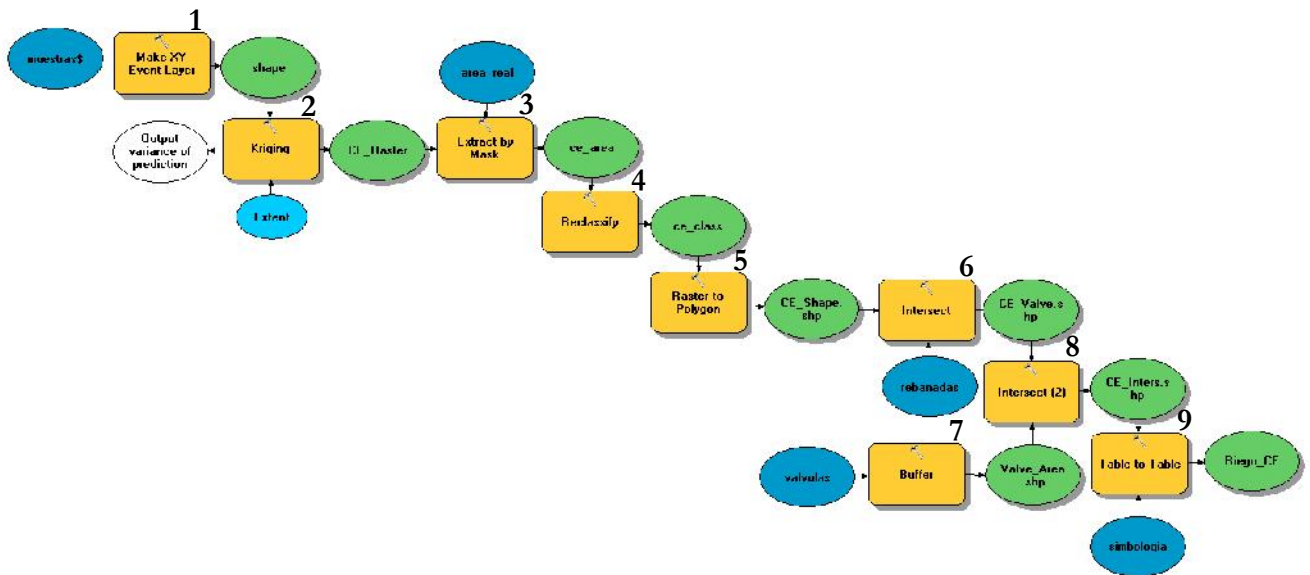 1
muestras$
Make XY
Event Layer
shape
2
Output
variance of
prediction
Kriging
CE_Raster
Extent
area_real
3
Extract by
Mask
ce_area
4
Reclassify
ce_class
5
Raster to
Polygon
CE_Shape.
shp
6
Intersect
CE_Valve.s
hp
rebanadas
8
Intersect (2)
CE_Inters.s
hp
7
valvulas
Buffer
Valve_Area
.shp
9
Table to Table
Riego_CE
simbologia